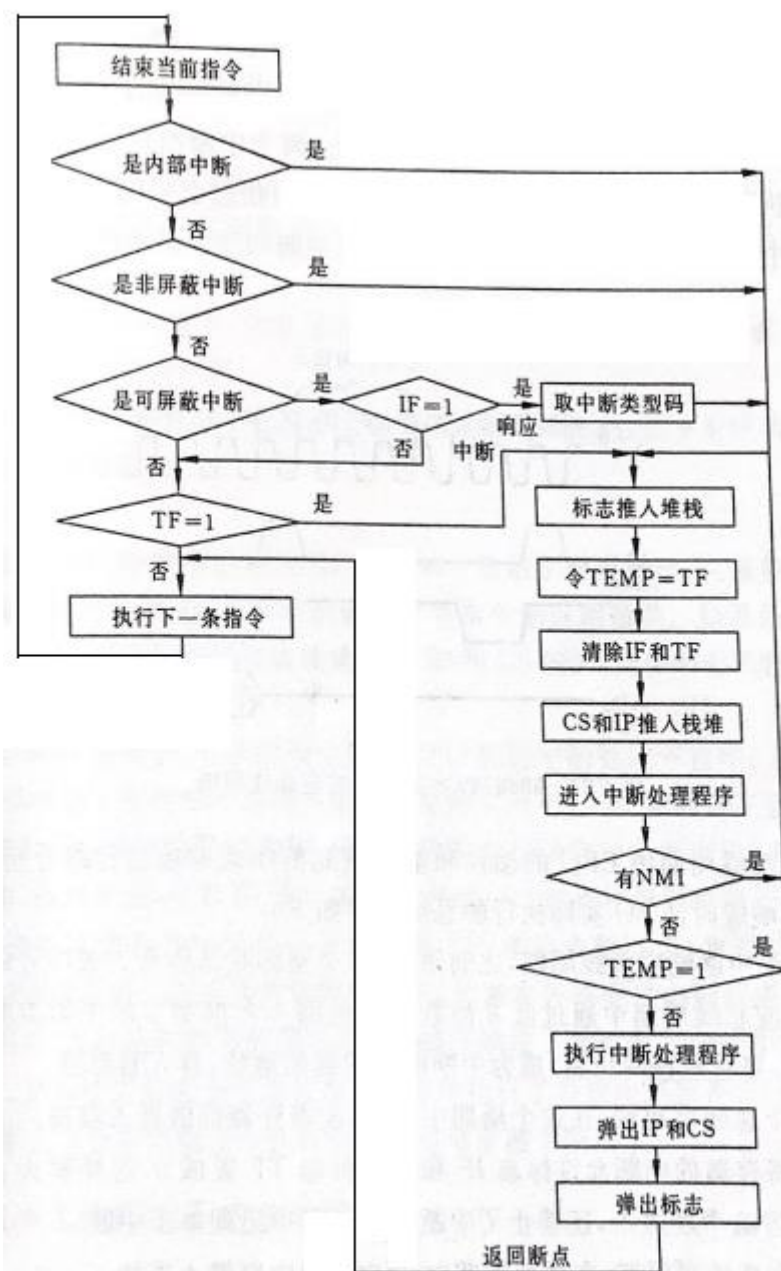 结束当前指令
是内部中断
是
否
是非屏蔽中断
是
否
是可屏蔽中断
是
IF=1
是
取中断类型码
响应
中断
否
否
TF=1
是
否
执行下一条指令
标志推人堆栈
令TEMP=TF
清除IF和TF
CS和IP推人栈堆
进入中断处理程序
有NMI
是
否
TEMP=1
是
否
执行中断处理程序
弹出IP和CS
弹出标志
返回断点